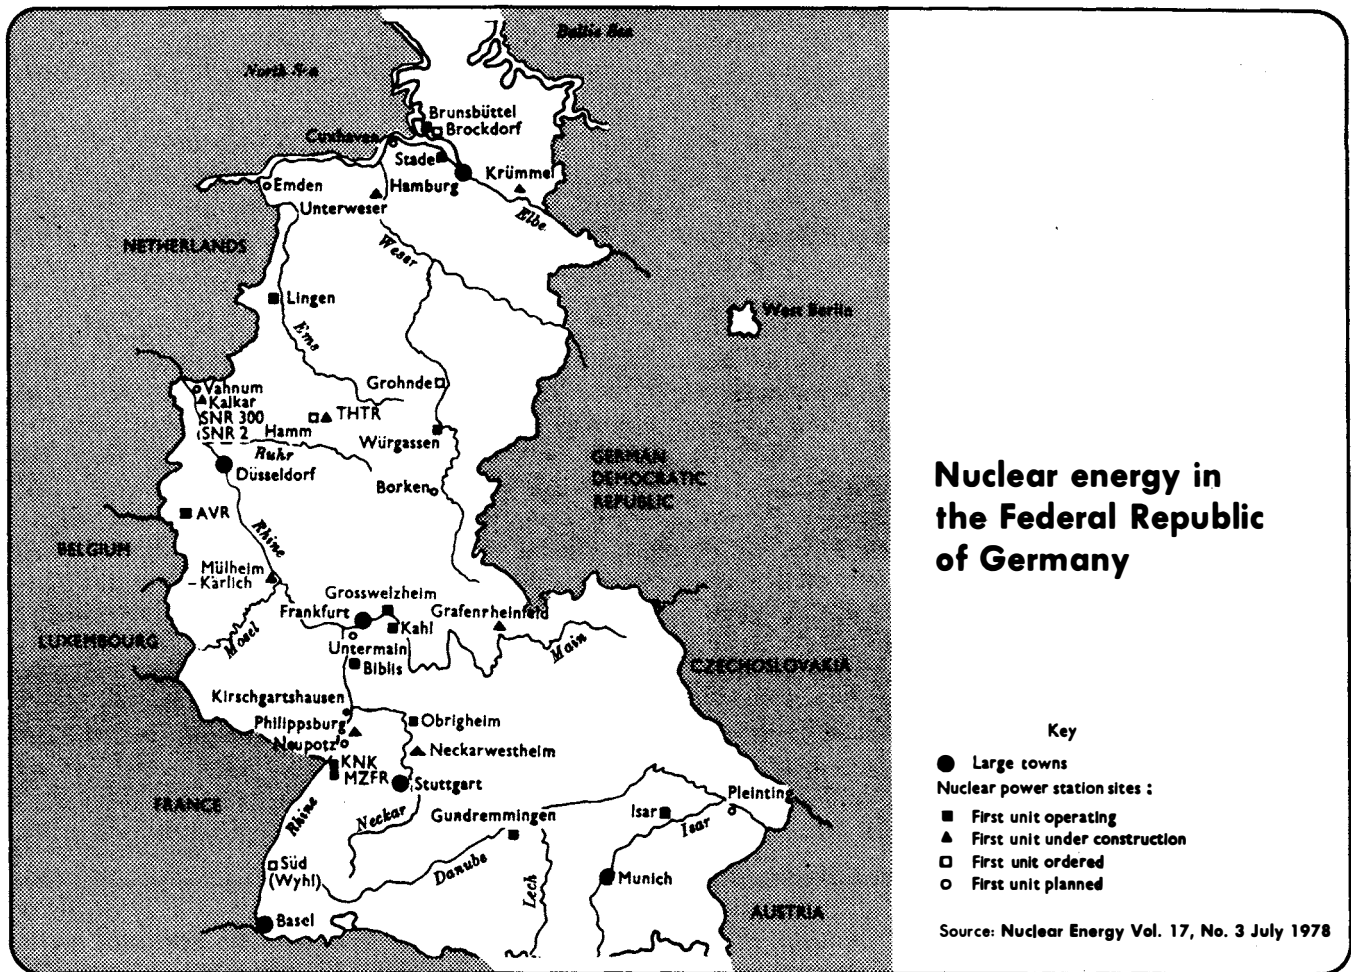 Baltic Sea
North Sea
Brunsbüttel
Brockdorf
Cuxhaven
Stade
Krümmel
Emden
Hamburg
Unterweser
Elbe
NETHERLANDS
Weser
Lingen
West Berlin
Ems
Grohnde
Vahnum
Kalkar
SNR 300
SNR 2
THTR
Hamm
Würgassen
Ruhr
Düsseldorf
GERMAN
DEMOCRATIC
REPUBLIC
Borken
AVR
Rhine
BELGIUM
Mülheim
-Kärlich
Grosswelzheim
Frankfurt
Grafenrheinfeld
Kahl
LUXEMBOURG
Mosel
Untermain
Main
Biblis
CZECHOSLOVAKIA
Kirschgartshausen
Philippsburg
Obrigheim
Neupotz
Neckarwestheim
KNK
MZFR
Stuttgart
FRANCE
Rhine
Neckar
Gundremmingen
Isar
Isar
Pleinting
Süd
(Wyhl)
Danube
Lech
Munich
Basel
AUSTRIA
Nuclear energy in
the Federal Republic
of Germany
Key
Large towns
Nuclear power station sites :
First unit operating
First unit under construction
First unit ordered
First unit planned
Source: Nuclear Energy Vol. 17, No. 3 July 1978